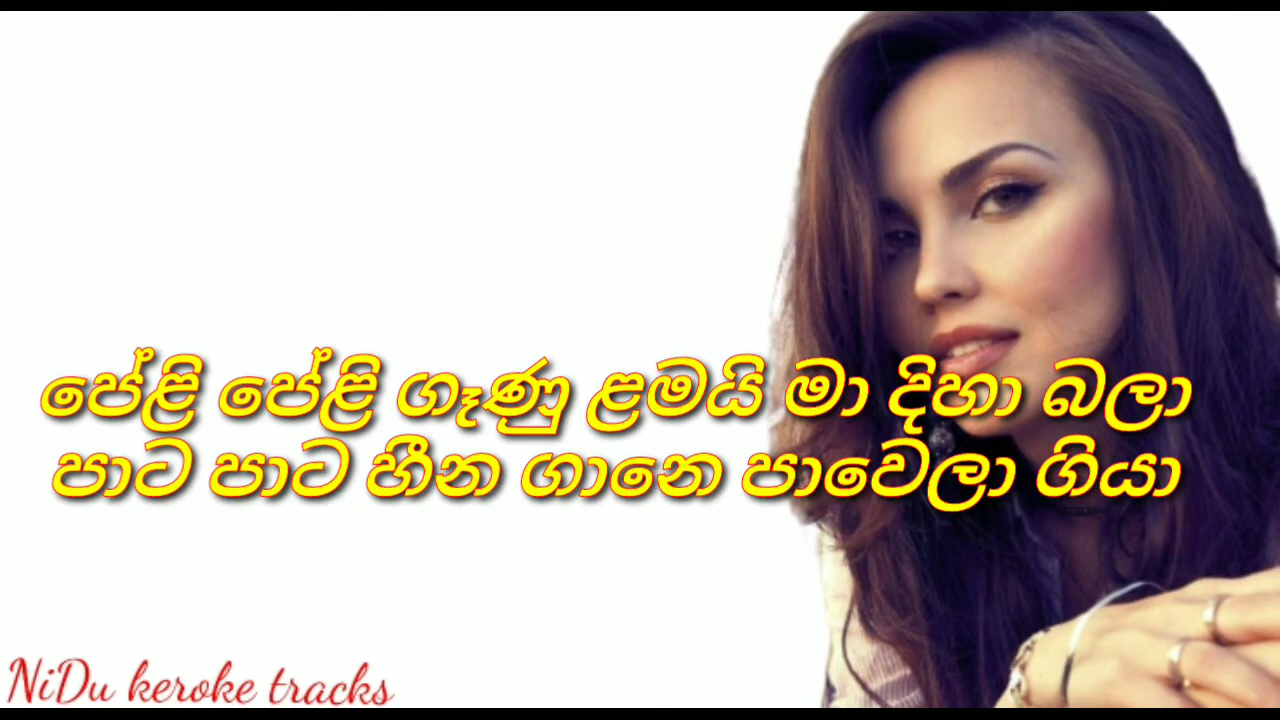 පේළි පේළි ගෑණු ළමයි මා දිහා බලා
පාට පාට හීන ගානෙ පාවෙලා ගියා
NiDu keroke tracks